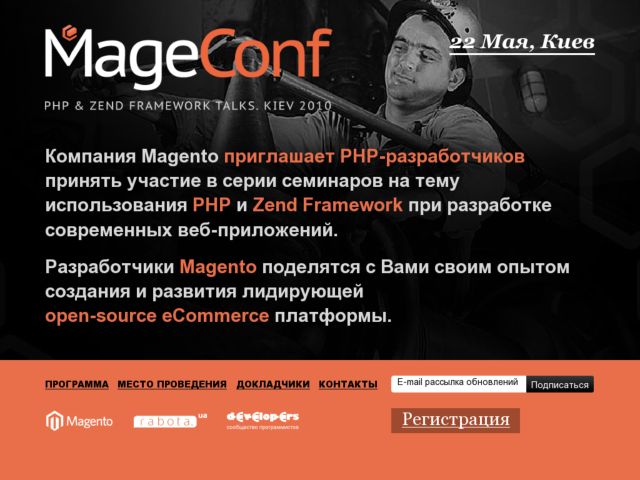 MageConf
22 Мая, Киев
PHP & ZEND FRAMEWORK TALKS. KIEV 2010
Компания Magento приглашает PHP-разработчиков
принять участие в серии семинаров на тему
использования PHP и Zend Framework при разработке
современных веб-приложений.
Разработчики Magento поделятся с Вами своим опытом
создания и развития лидирующей
open-source eCommerce платформы.
ПРОГРАММА МЕСТО ПРОВЕДЕНИЯ ДОКЛАДЧИКИ КОНТАКТЫ
E-mail рассылка обновлений Подписаться
Magento rabota.ua developers
сообщество программистов
Регистрация